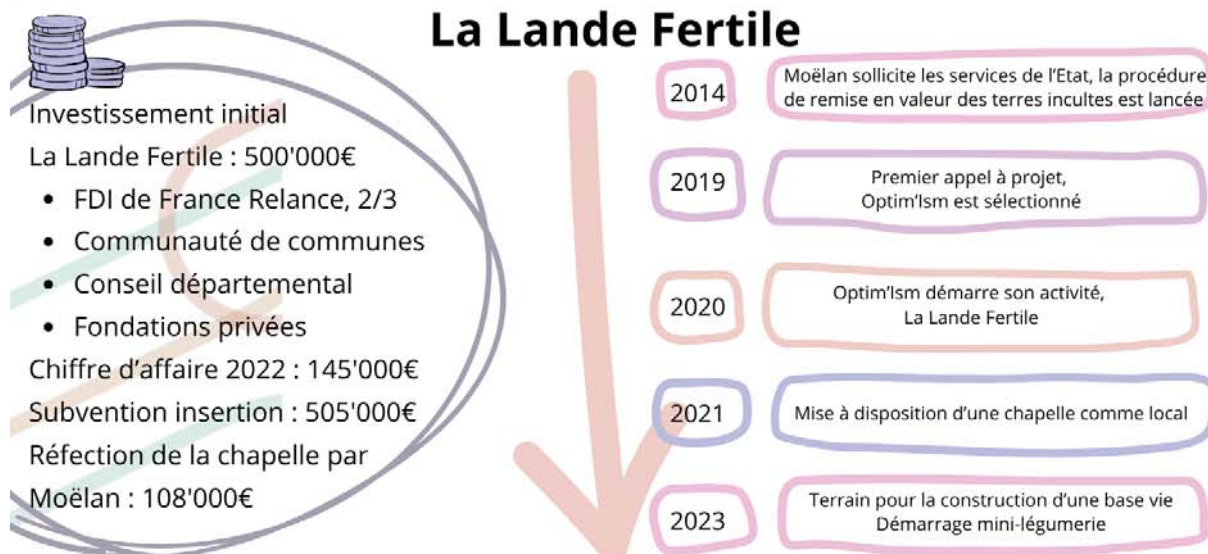 La Lande Fertile
Investissement initial
La Lande Fertile : 500'000€
• FDI de France Relance, 2/3
• Communauté de communes
• Conseil départemental
• Fondations privées
Chiffre d'affaire 2022 : 145'000€
Subvention insertion : 505'000€
Réfection de la chapelle par
Moëlan : 108'000€
2014
Moëlan sollicite les services de l'Etat, la procédure
de remise en valeur des terres incultes est lancée
2019
Premier appel à projet,
Optim'Ism est sélectionné
2020
Optim'Ism démarre son activité,
La Lande Fertile
2021
Mise à disposition d'une chapelle comme local
2023
Terrain pour la construction d'une base vie
Démarrage mini-légumerie